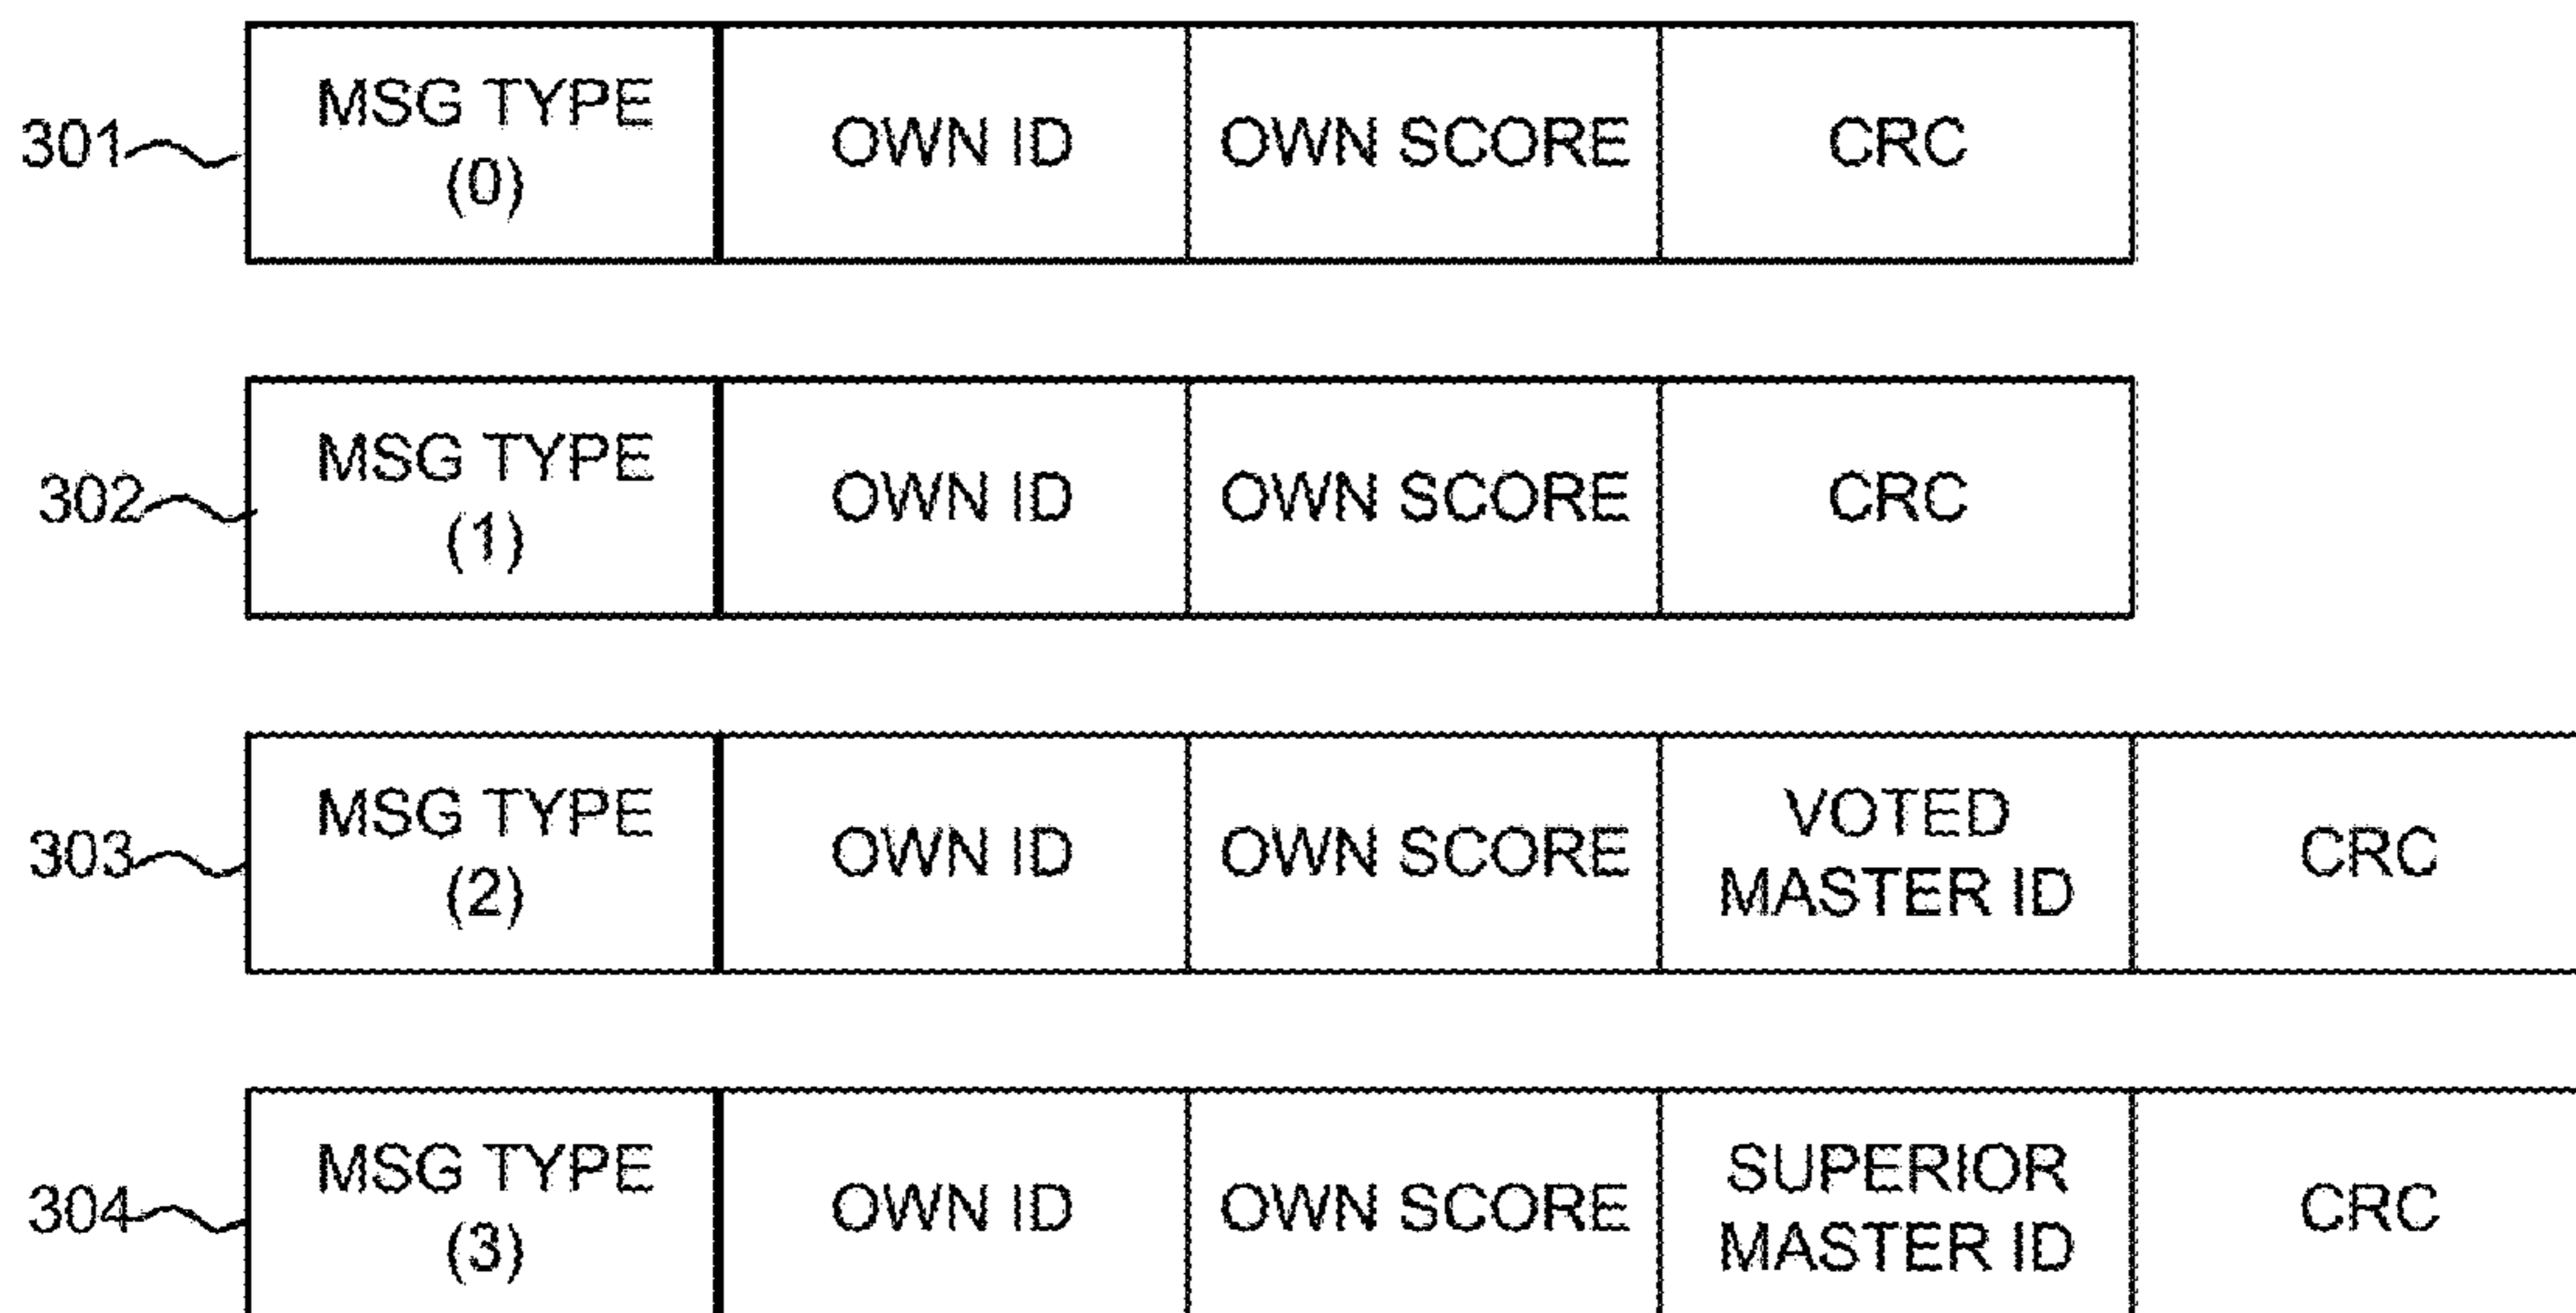 301
MSG TYPE
(0)
OWN ID
OWN SCORE
CRC
302
MSG TYPE
(1)
OWN ID
OWN SCORE
CRC
303
MSG TYPE
(2)
OWN ID
OWN SCORE
VOTED
MASTER ID
CRC
304
MSG TYPE
(3)
OWN ID
OWN SCORE
SUPERIOR
MASTER ID
CRC